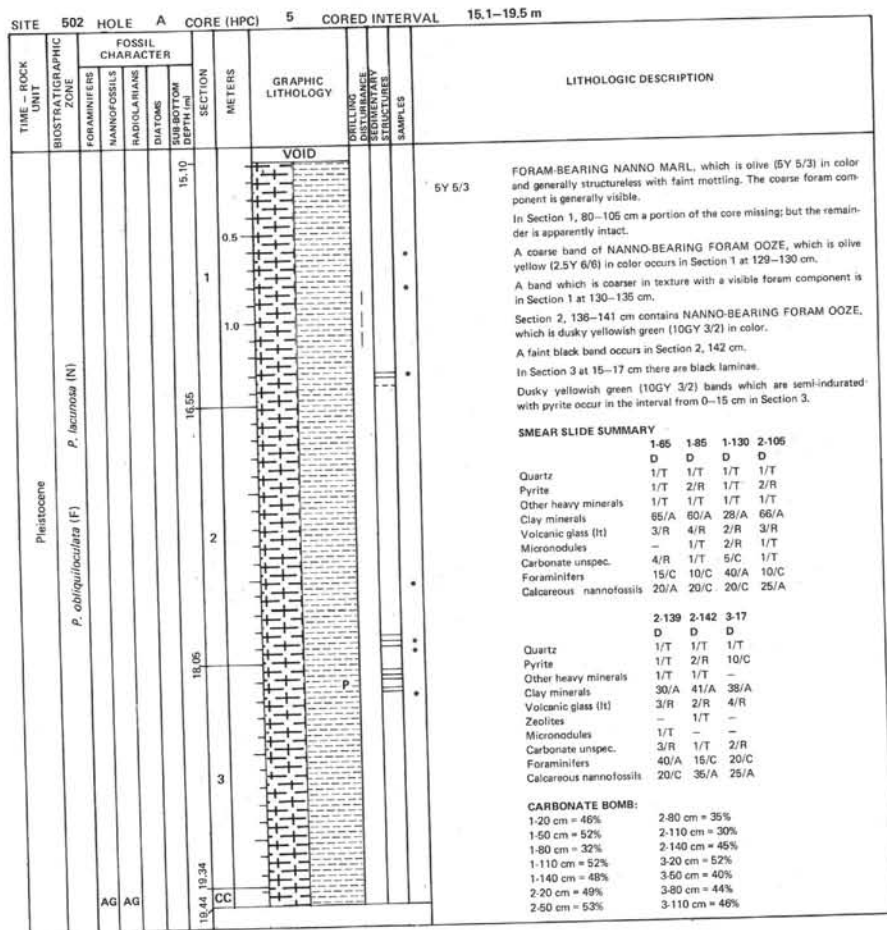 SITE 502 HOLE A CORE (HPC) 5 CORED INTERVAL 15.1–19.5 m
TIME – ROCK UNIT
BIOSTRATIGRAPHIC ZONE
FOSSIL CHARACTER
FORAMINIFERS
NANNOFOSSILS
RADIOLARIANS
DIATOMS
SUB-BOTTOM DEPTH (m)
SECTION
METERS
GRAPHIC LITHOLOGY
DRILLING DISTURBANCE
SEDIMENTARY STRUCTURES
SAMPLES
LITHOLOGIC DESCRIPTION
Pleistocene
P. obliquiloculata (F)
P. lacunosa (N)
AG AG
15.10
16.55
18.05
19.34
19.44
1
2
3
CC
0.5
1.0
VOID
P
5Y 5/3
FORAM-BEARING NANNO MARL, which is olive (5Y 5/3) in color
and generally structureless with faint mottling. The coarse foram com-
ponent is generally visible.
In Section 1, 80–105 cm a portion of the core missing; but the remain-
der is apparently intact.
A coarse band of NANNO-BEARING FORAM OOZE, which is olive
yellow (2.5Y 6/6) in color occurs in Section 1 at 129–130 cm.
A band which is coarser in texture with a visible foram component is
in Section 1 at 130–135 cm.
Section 2, 136–141 cm contains NANNO-BEARING FORAM OOZE,
which is dusky yellowish green (10GY 3/2) in color.
A faint black band occurs in Section 2, 142 cm.
In Section 3 at 15–17 cm there are black laminae.
Dusky yellowish green (10GY 3/2) bands which are semi-indurated
with pyrite occur in the interval from 0–15 cm in Section 3.
SMEAR SLIDE SUMMARY
1-65 1-85 1-130 2-105
D D D D
Quartz 1/T 1/T 1/T 1/T
Pyrite 1/T 2/R 1/T 2/R
Other heavy minerals 1/T 1/T 1/T 1/T
Clay minerals 65/A 60/A 28/A 66/A
Volcanic glass (lt) 3/R 4/R 2/R 3/R
Micronodules – 1/T 2/R 1/T
Carbonate unspec. 4/R 1/T 5/C 1/T
Foraminifers 15/C 10/C 40/A 10/C
Calcareous nannofossils 20/A 20/C 20/C 25/A
2-139 2-142 3-17
D D D
Quartz 1/T 1/T 1/T
Pyrite 1/T 2/R 10/C
Other heavy minerals 1/T 1/T –
Clay minerals 30/A 41/A 38/A
Volcanic glass (lt) 3/R 2/R 4/R
Zeolites – 1/T –
Micronodules 1/T – –
Carbonate unspec. 3/R 1/T 2/R
Foraminifers 40/A 15/C 20/C
Calcareous nannofossils 20/C 35/A 25/A
CARBONATE BOMB:
1-20 cm = 46% 2-80 cm = 35%
1-50 cm = 52% 2-110 cm = 30%
1-80 cm = 32% 2-140 cm = 45%
1-110 cm = 52% 3-20 cm = 52%
1-140 cm = 48% 3-50 cm = 40%
2-20 cm = 49% 3-80 cm = 44%
2-50 cm = 53% 3-110 cm = 46%